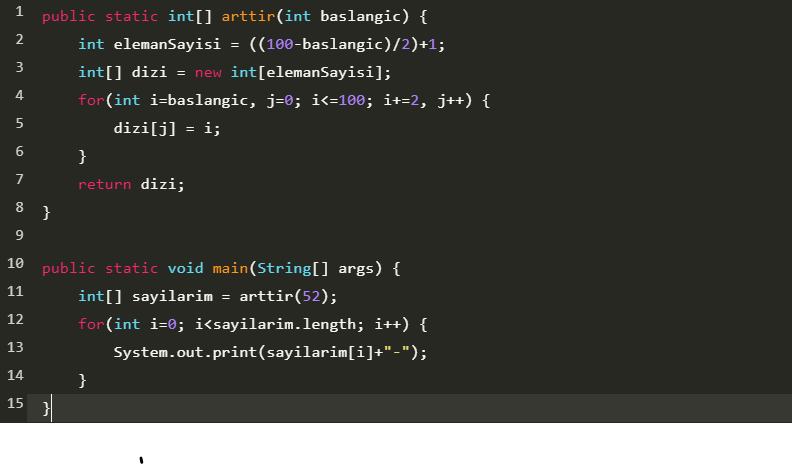 1 public static int[] arttir(int baslangic) {
2 int elemanSayisi = ((100-baslangic)/2)+1;
3 int[] dizi = new int[elemanSayisi];
4 for(int i=baslangic, j=0; i<=100; i+=2, j++) {
5 dizi[j] = i;
6 }
7 return dizi;
8 }
9
10 public static void main(String[] args) {
11 int[] sayilarim = arttir(52);
12 for(int i=0; i<sayilarim.length; i++) {
13 System.out.print(sayilarim[i]+"-");
14 }
15 }